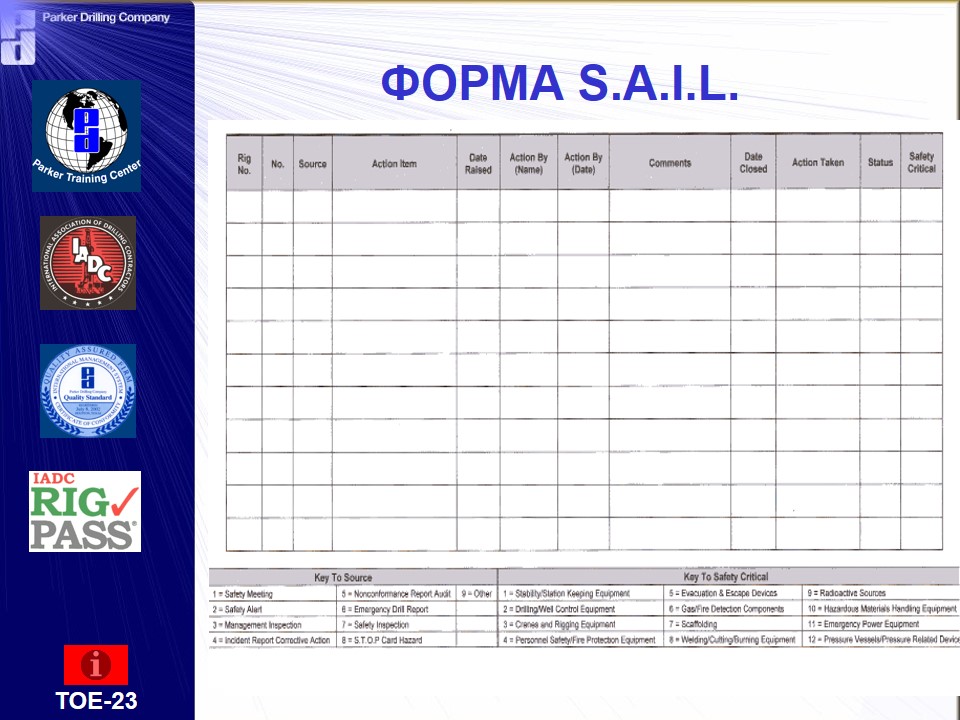 Parker Drilling Company
ФОРМА S.A.I.L.
Parker Training Center
INTERNATIONAL ASSOCIATION OF DRILLING CONTRACTORS
IADC
QUALITY ASSURED FIRM
INTERNATIONAL MANAGEMENT SYSTEM
Parker Drilling Company
Quality Standard
July 8, 2002
CERTIFICATE OF CONFORMITY
IADC
RIG
PASS®
TOE-23
Rig No. No. Source Action Item Date Raised Action By (Name) Action By (Date) Comments Date Closed Action Taken Status Safety Critical
Key To Source Key To Safety Critical
1 = Safety Meeting 5 = Nonconformance Report Audit 9 = Other 1 = Stability/Station Keeping Equipment 5 = Evacuation & Escape Devices 9 = Radioactive Sources
2 = Safety Alert 6 = Emergency Drill Report 2 = Drilling/Well Control Equipment 6 = Gas/Fire Detection Components 10 = Hazardous Materials Handling Equipment
3 = Management Inspection 7 = Safety Inspection 3 = Cranes and Rigging Equipment 7 = Scaffolding 11 = Emergency Power Equipment
4 = Incident Report Corrective Action 8 = S.T.O.P Card Hazard 4 = Personnel Safety/Fire Protection Equipment 8 = Welding/Cutting/Burning Equipment 12 = Pressure Vessels/Pressure Related Device